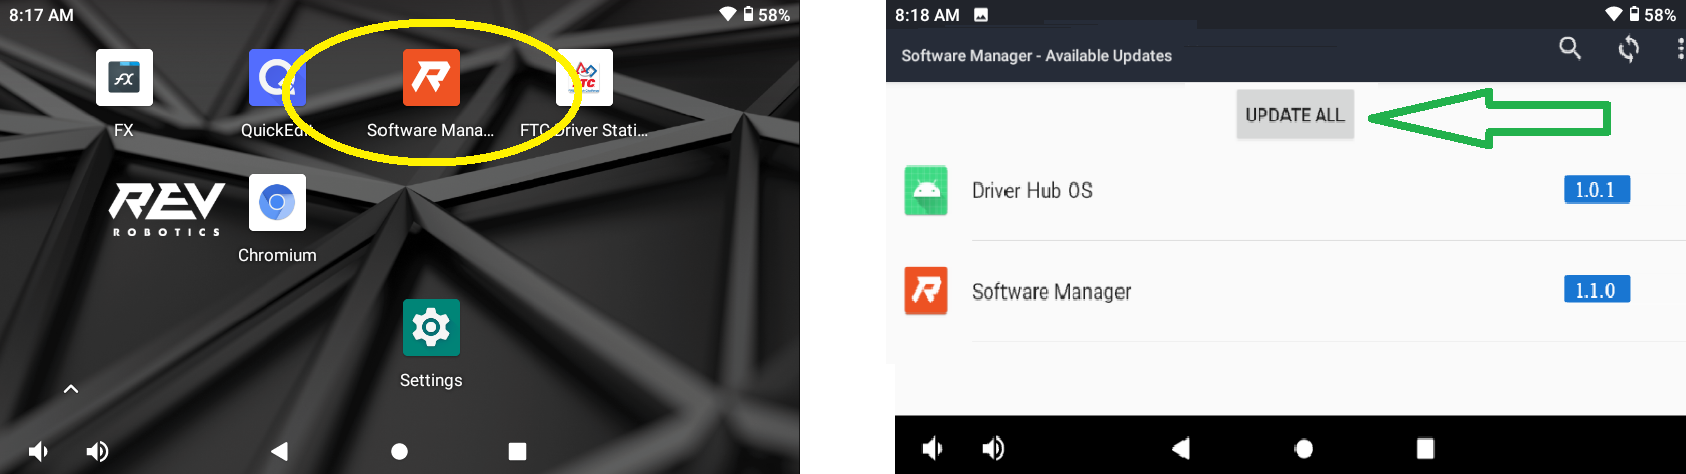 8:17 AM
58%
FX
QuickEdit
Software Mana...
FTC Driver Stati...
REV
ROBOTICS
Chromium
Settings
8:18 AM
58%
Software Manager - Available Updates
UPDATE ALL
Driver Hub OS
1.0.1
Software Manager
1.1.0